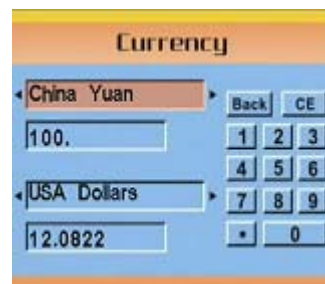 Currency
China Yuan
100.
USA Dollars
12.0822
Back CE
1 2 3
4 5 6
7 8 9
. 0